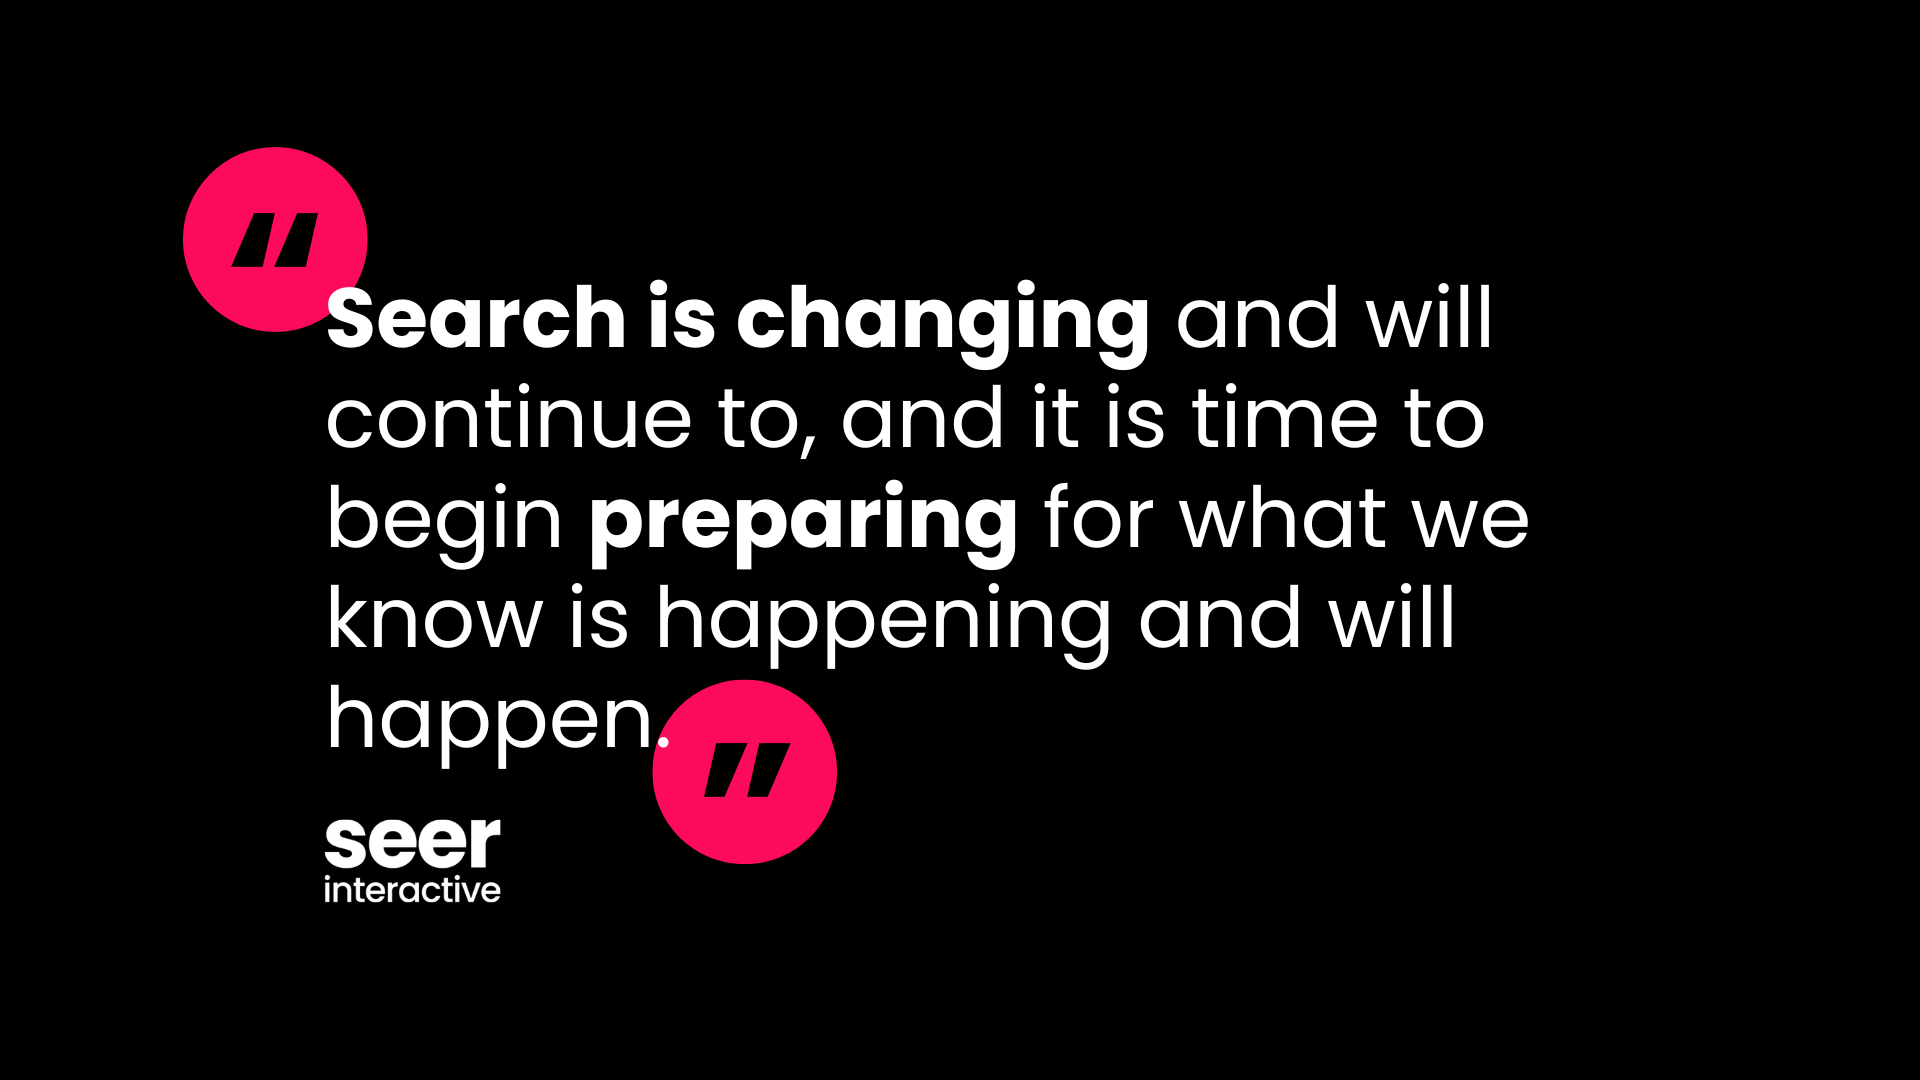 “
Search is changing and will
continue to, and it is time to
begin preparing for what we
know is happening and will
happen.
”
seer
interactive